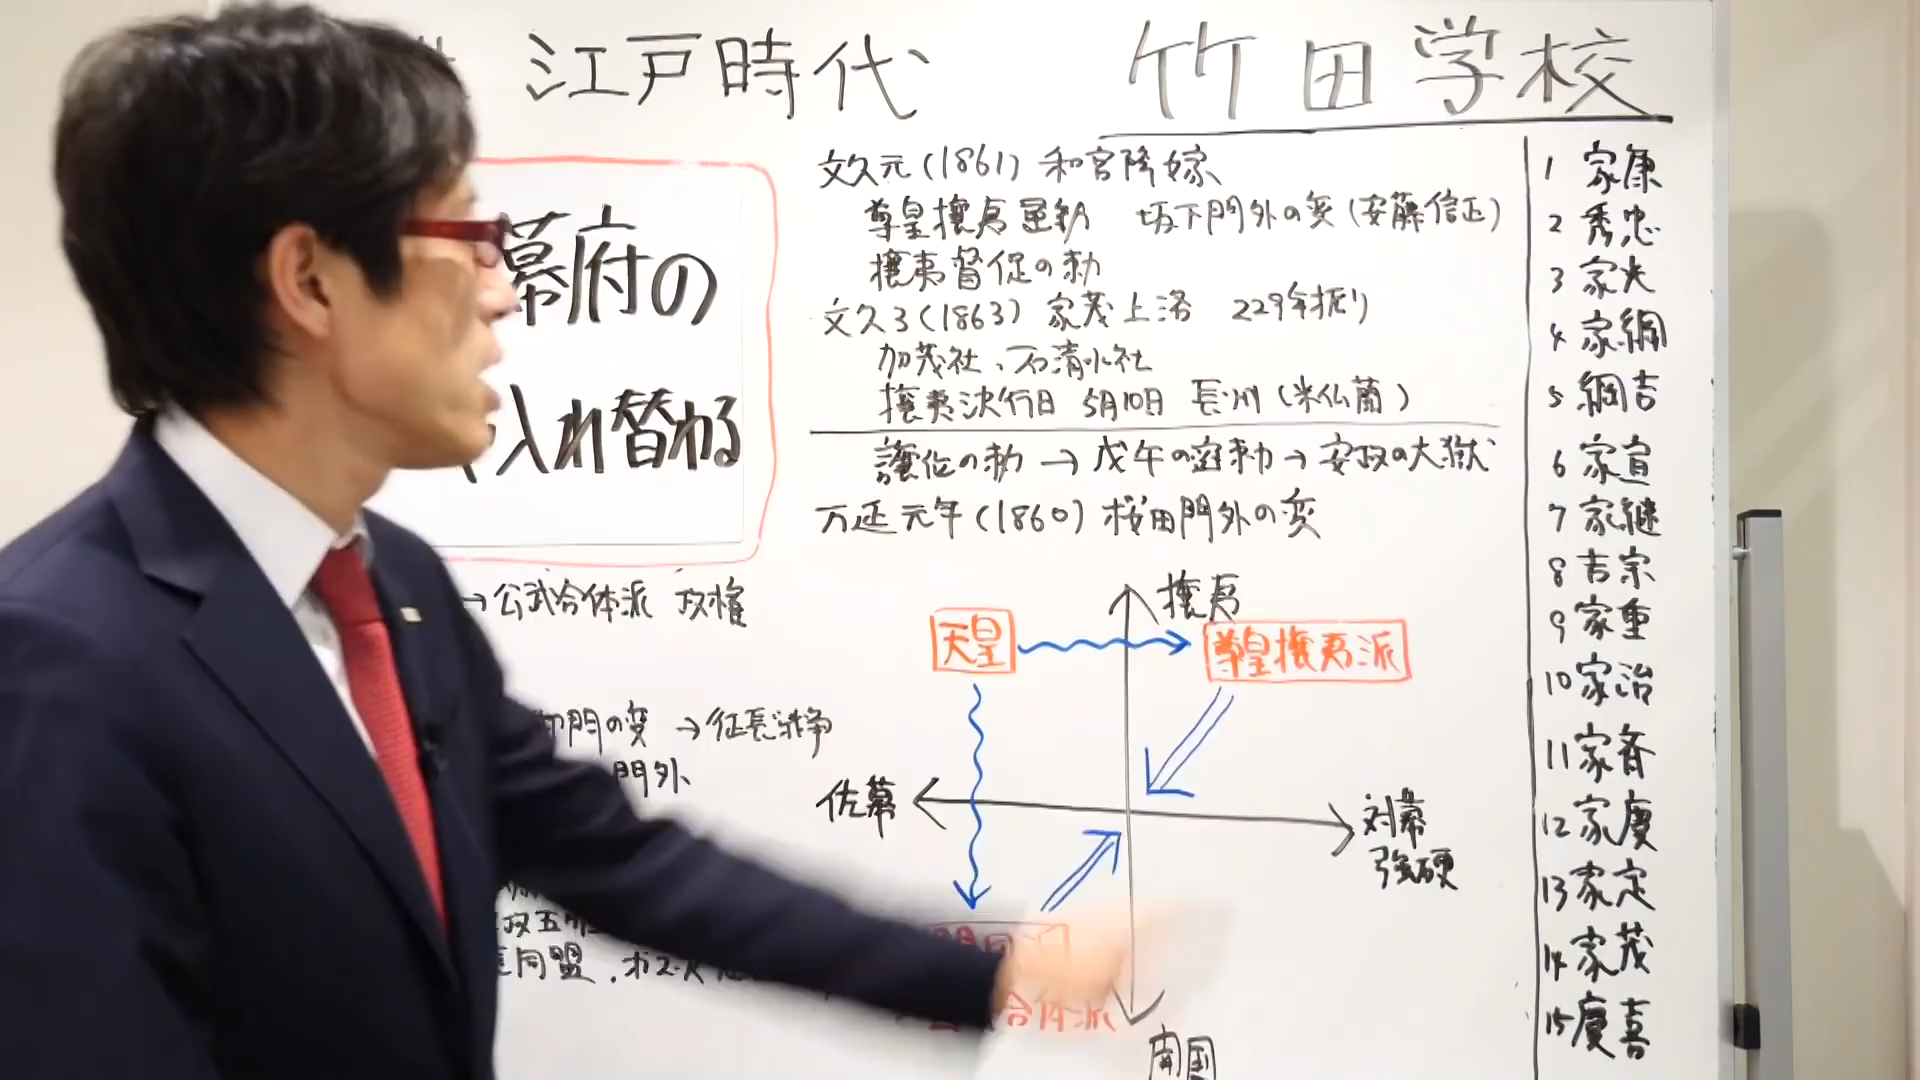 江戸時代
竹田学校
幕府の
入れ替わる
文久元(1861) 和宮降嫁
尊皇攘夷運動 坂下門外の変(安藤信正)
攘夷督促の勅
文久3(1863) 家茂上洛 229年振り
加茂社、石清水社
攘夷決行日 5月10日 長州(米仏蘭)
譲位の勅→戊午の密勅→安政の大獄
万延元年(1860) 桜田門外の変
→公武合体派 政権
門の変 →征長戦争
門外
政五
同盟.
攘夷
天皇
尊皇攘夷派
佐幕
対幕
強硬
合体派
開国
1 家康
2 秀忠
3 家光
4 家綱
5 綱吉
6 家宣
7 家継
8 吉宗
9 家重
10 家治
11 家斉
12 家慶
13 家定
14 家茂
15 慶喜